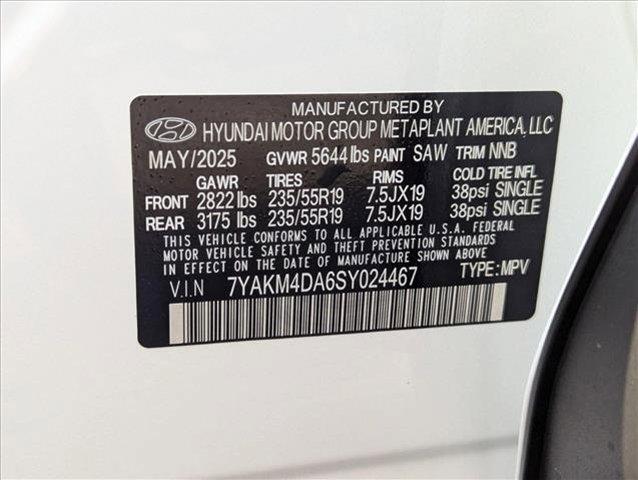 MANUFACTURED BY
HYUNDAI MOTOR GROUP METAPLANT AMERICA, LLC
MAY/2025 GVWR 5644 lbs PANT SAW TRIM NNB
GAWR TIRES RIMS COLD TIRE INFL
FRONT 2822 lbs 235/55R19 7.5JX19 38psi SINGLE
REAR 3175 lbs 235/55R19 7.5JX19 38psi SINGLE
THIS VEHICLE CONFORMS TO ALL APPLICABLE U.S.A. FEDERAL
MOTOR VEHICLE SAFETY, BUMPER, AND THEFT PREVENTION
STANDARDS IN EFFECT ON THE DATE OF MANUFACTURE SHOWN ABOVE.
V.I.N 7YAKM4DA6SY024467 TYPE: MPV